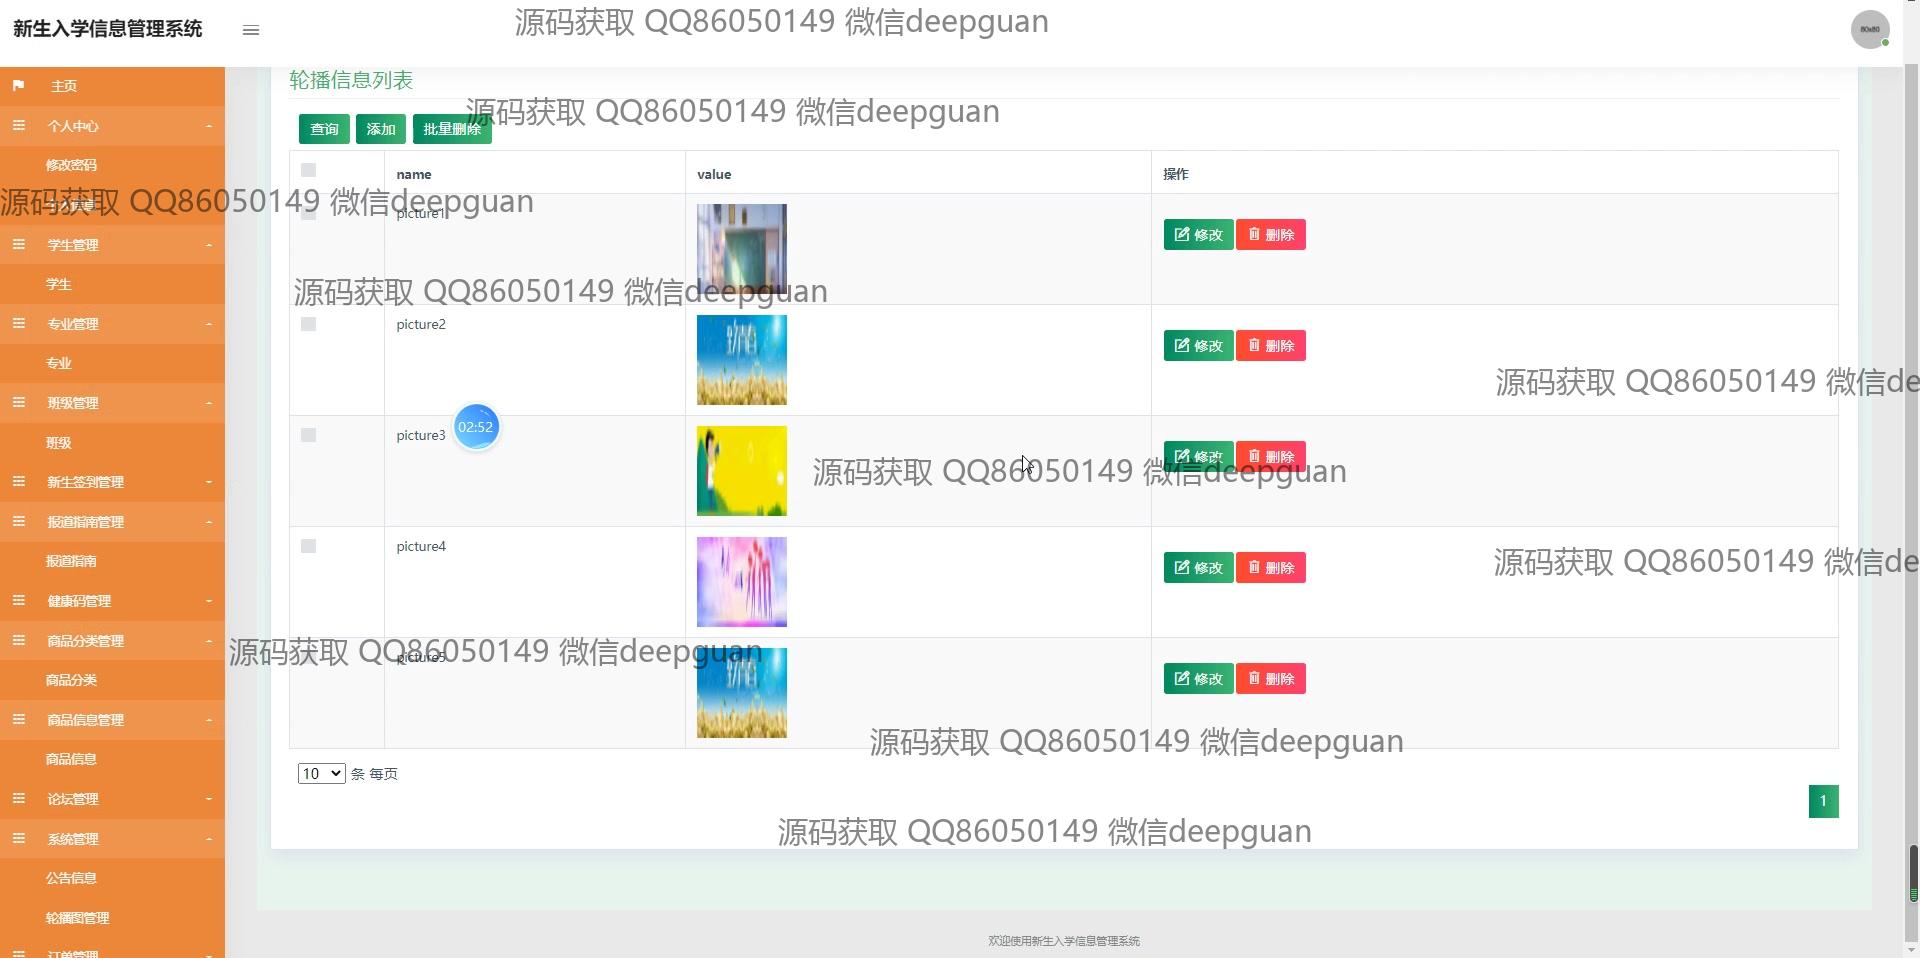 新生入学信息管理系统
源码获取 QQ86050149 微信deepguan
主页
个人中心
修改密码
源码获取 QQ86050149 微信deepguan
学生管理
学生
专业管理
专业
班级管理
班级
新生签到管理
报道指南管理
报道指南
健康码管理
商品分类管理
商品分类
商品信息管理
商品信息
论坛管理
系统管理
公告信息
轮播图管理
订单管理
轮播信息列表
源码获取 QQ86050149 微信deepguan
查询 添加 批量删除
name value 操作
picture1 修改 删除
源码获取 QQ86050149 微信deepguan
picture2 修改 删除
源码获取 QQ86050149 微信de
02:52
picture3 修改 删除
源码获取 QQ86050149 微信deepguan
picture4 修改 删除
源码获取 QQ86050149 微信de
源码获取 QQ86050149 微信deepguan
picture5 修改 删除
源码获取 QQ86050149 微信deepguan
10 条 每页
1
源码获取 QQ86050149 微信deepguan
欢迎使用新生入学信息管理系统